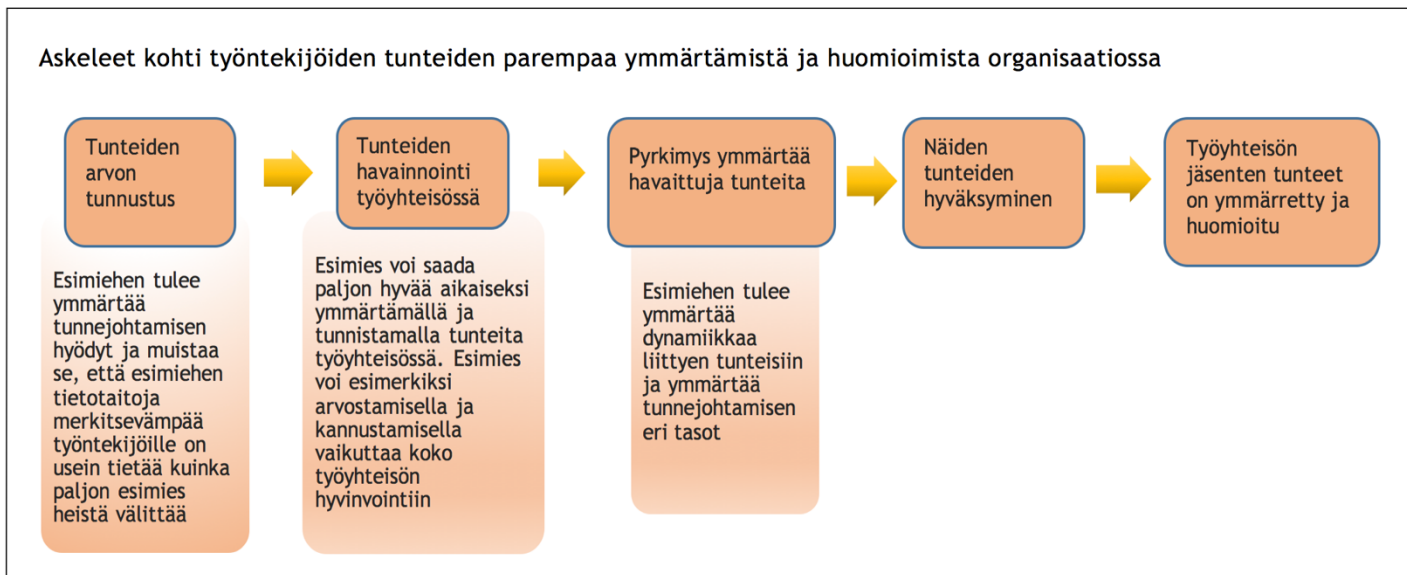 Askeleet kohti työntekijöiden tunteiden parempaa ymmärtämistä ja huomioimista organisaatiossa
Tunteiden
arvon
tunnustus
Esimiehen tulee
ymmärtää
tunnejohtamisen
hyödyt ja muistaa
se, että esimiehen
tietotaitoja
merkitsevämpää
työntekijöille on
usein tietää kuinka
paljon esimies
heistä välittää
Tunteiden
havainnointi
työyhteisössä
Esimies voi saada
paljon hyvää aikaiseksi
ymmärtämällä ja
tunnistamalla tunteita
työyhteisössä. Esimies
voi esimerkiksi
arvostamisella ja
kannustamisella
vaikuttaa koko
työyhteisön
hyvinvointiin
Pyrkimys ymmärtää
havaittuja tunteita
Esimiehen tulee
ymmärtää
dynamiikkaa
liittyen tunteisiin
ja ymmärtää
tunnejohtamisen
eri tasot
Näiden
tunteiden
hyväksyminen
Työyhteisön
jäsenten tunteet
on ymmärretty ja
huomioitu